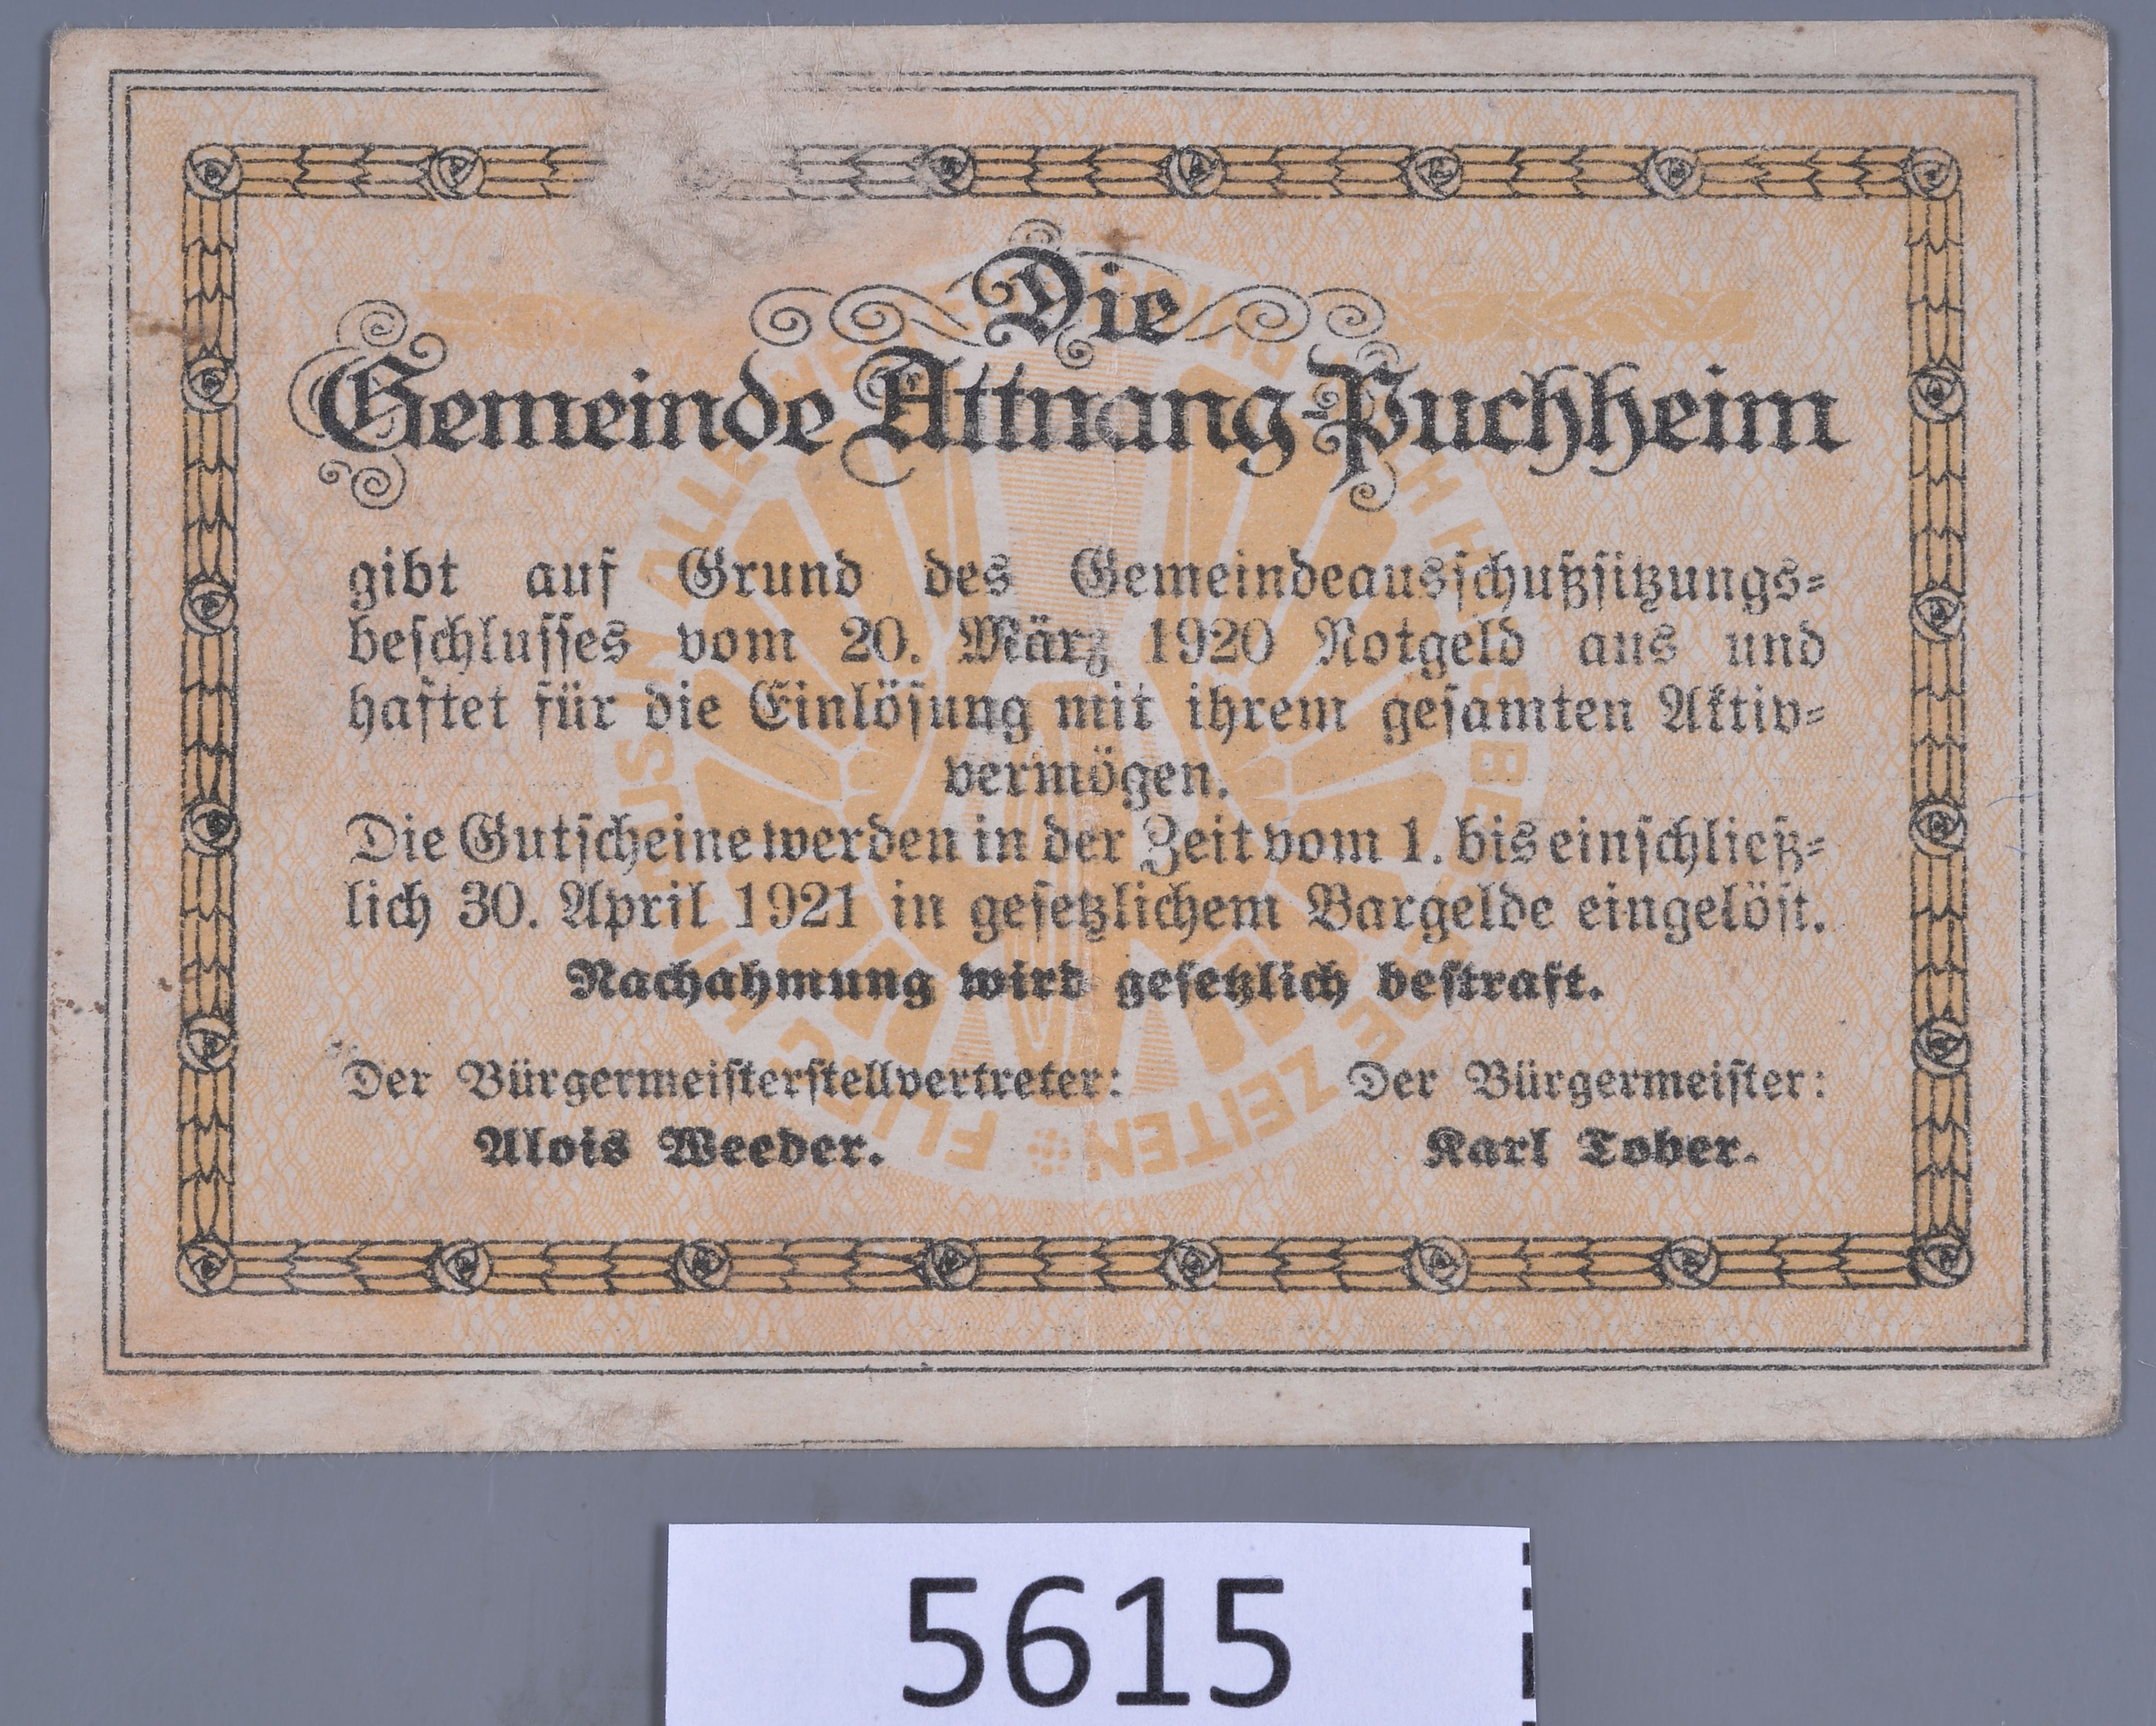 Die
Gemeinde Attnang-Puchheim
gibt auf Grund des Gemeindeausschußsitzungs=
beschlusses vom 20. März 1920 Notgeld aus und
haftet für die Einlösung mit ihrem gesamten Aktiv=
vermögen.
Die Gutscheine werden in der Zeit vom 1. bis einschließ=
lich 30. April 1921 in gesetzlichem Bargelde eingelöst.
Nachahmung wird gesetzlich bestraft.
Der Bürgermeisterstellvertreter: Der Bürgermeister:
Alois Weeder. Karl Tober.
ZEITEN
5615